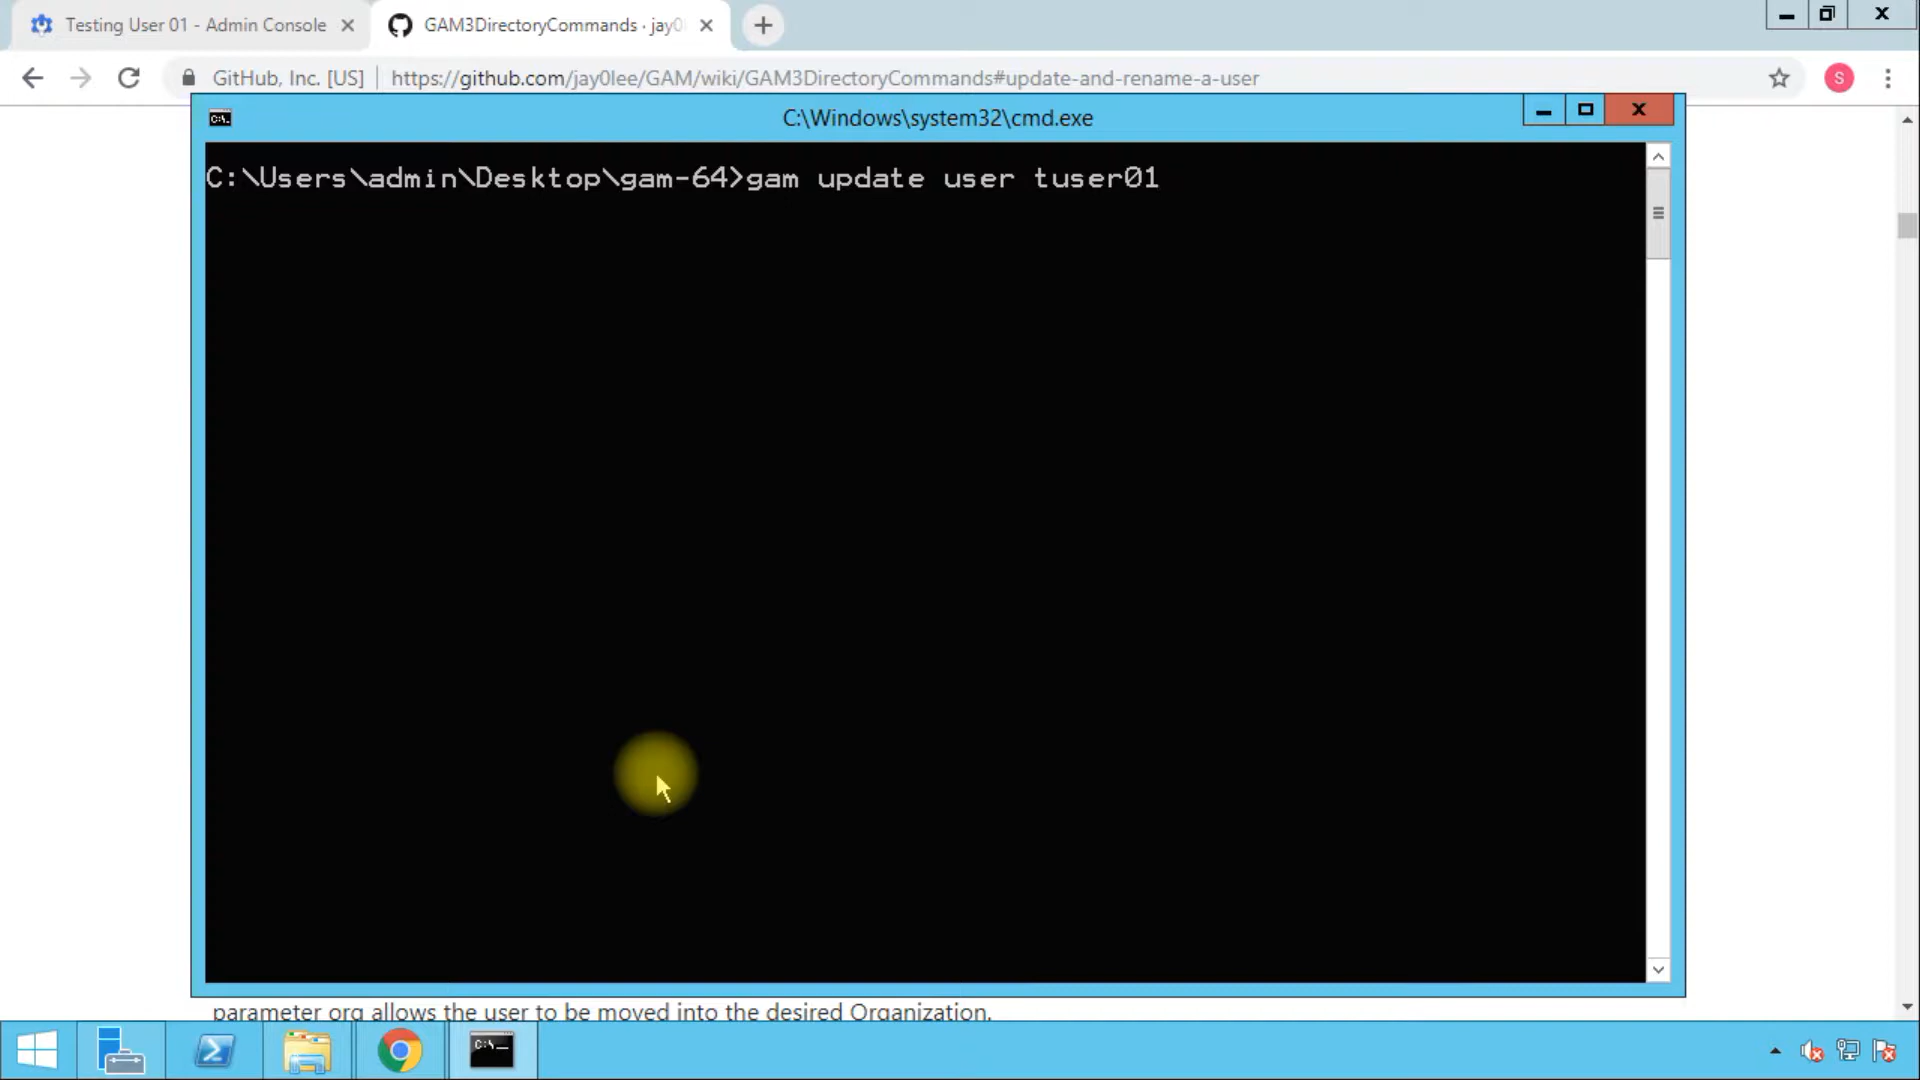 Testing User 01 - Admin Console
GAM3DirectoryCommands · jay0
GitHub, Inc. [US]
https://github.com/jay0lee/GAM/wiki/GAM3DirectoryCommands#update-and-rename-a-user
S
C:\Windows\system32\cmd.exe
C:\Users\admin\Desktop\gam-64>gam update user tuser01
parameter org allows the user to be moved into the desired Organization.